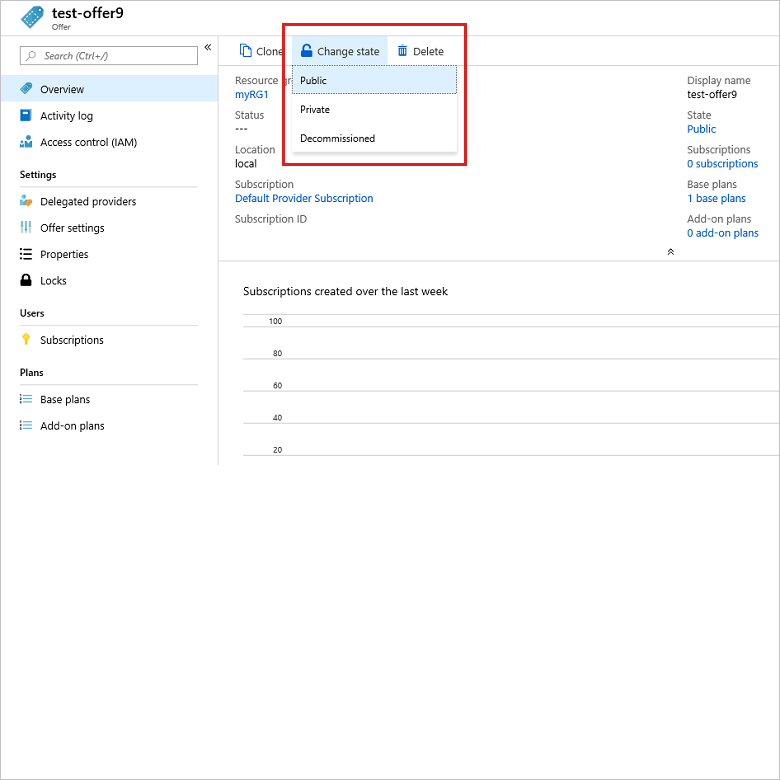 test-offer9
Offer
Search (Ctrl+/)
«
Overview
Activity log
Access control (IAM)
Settings
Delegated providers
Offer settings
Properties
Locks
Users
Subscriptions
Plans
Base plans
Add-on plans
Clone
Change state
Delete
Public
Private
Decommissioned
Resource gr
myRG1
Status
---
Location
local
Subscription
Default Provider Subscription
Subscription ID
Display name
test-offer9
State
Public
Subscriptions
0 subscriptions
Base plans
1 base plans
Add-on plans
0 add-on plans
Subscriptions created over the last week
100
80
60
40
20